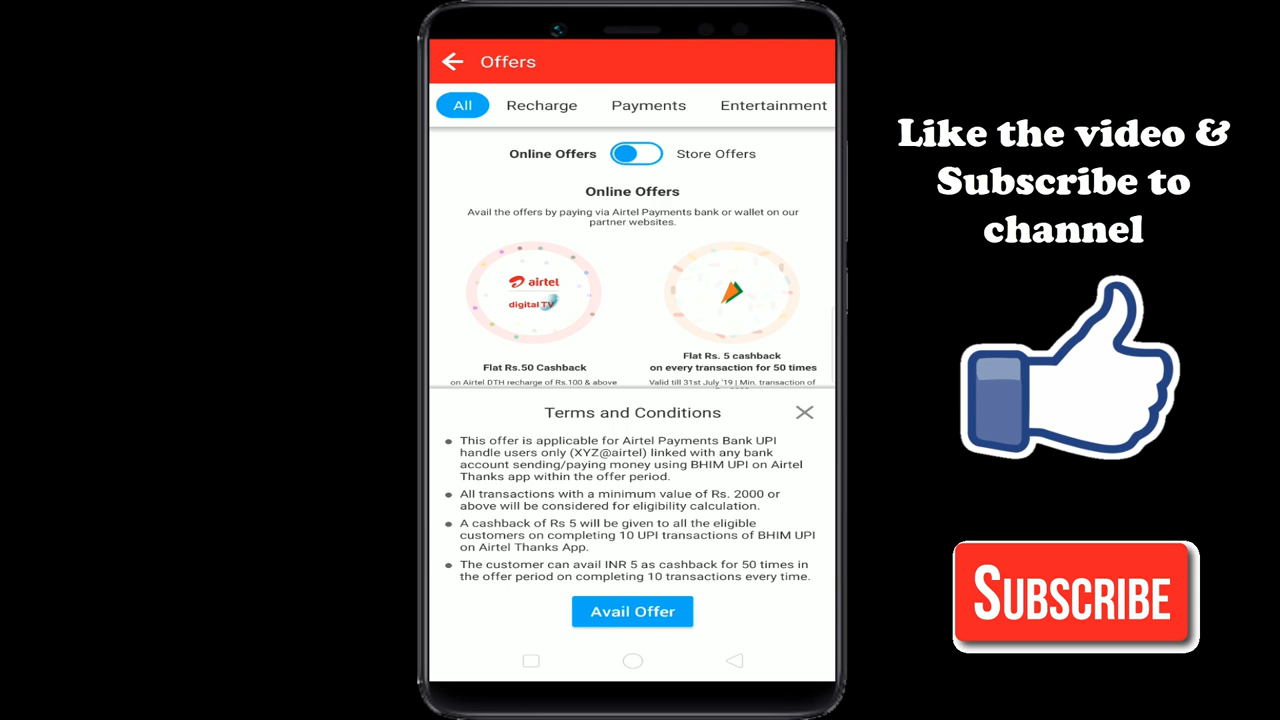 Offers
All Recharge Payments Entertainment
Online Offers Store Offers
Online Offers
Avail the offers by paying via Airtel Payments bank or wallet on our
partner websites.
airtel
digital TV
Flat Rs.50 Cashback
on Airtel DTH recharge of Rs.100 & above
Flat Rs. 5 cashback
on every transaction for 50 times
Valid till 31st July '19 | Min. transaction of
Terms and Conditions
This offer is applicable for Airtel Payments Bank UPI
handle users only (XYZ@airtel) linked with any bank
account sending/paying money using BHIM UPI on Airtel
Thanks app within the offer period.
All transactions with a minimum value of Rs. 2000 or
above will be considered for eligibility calculation.
A cashback of Rs 5 will be given to all the eligible
customers on completing 10 UPI transactions of BHIM UPI
on Airtel Thanks App.
The customer can avail INR 5 as cashback for 50 times in
the offer period on completing 10 transactions every time.
Avail Offer
Like the video &
Subscribe to
channel
SUBSCRIBE